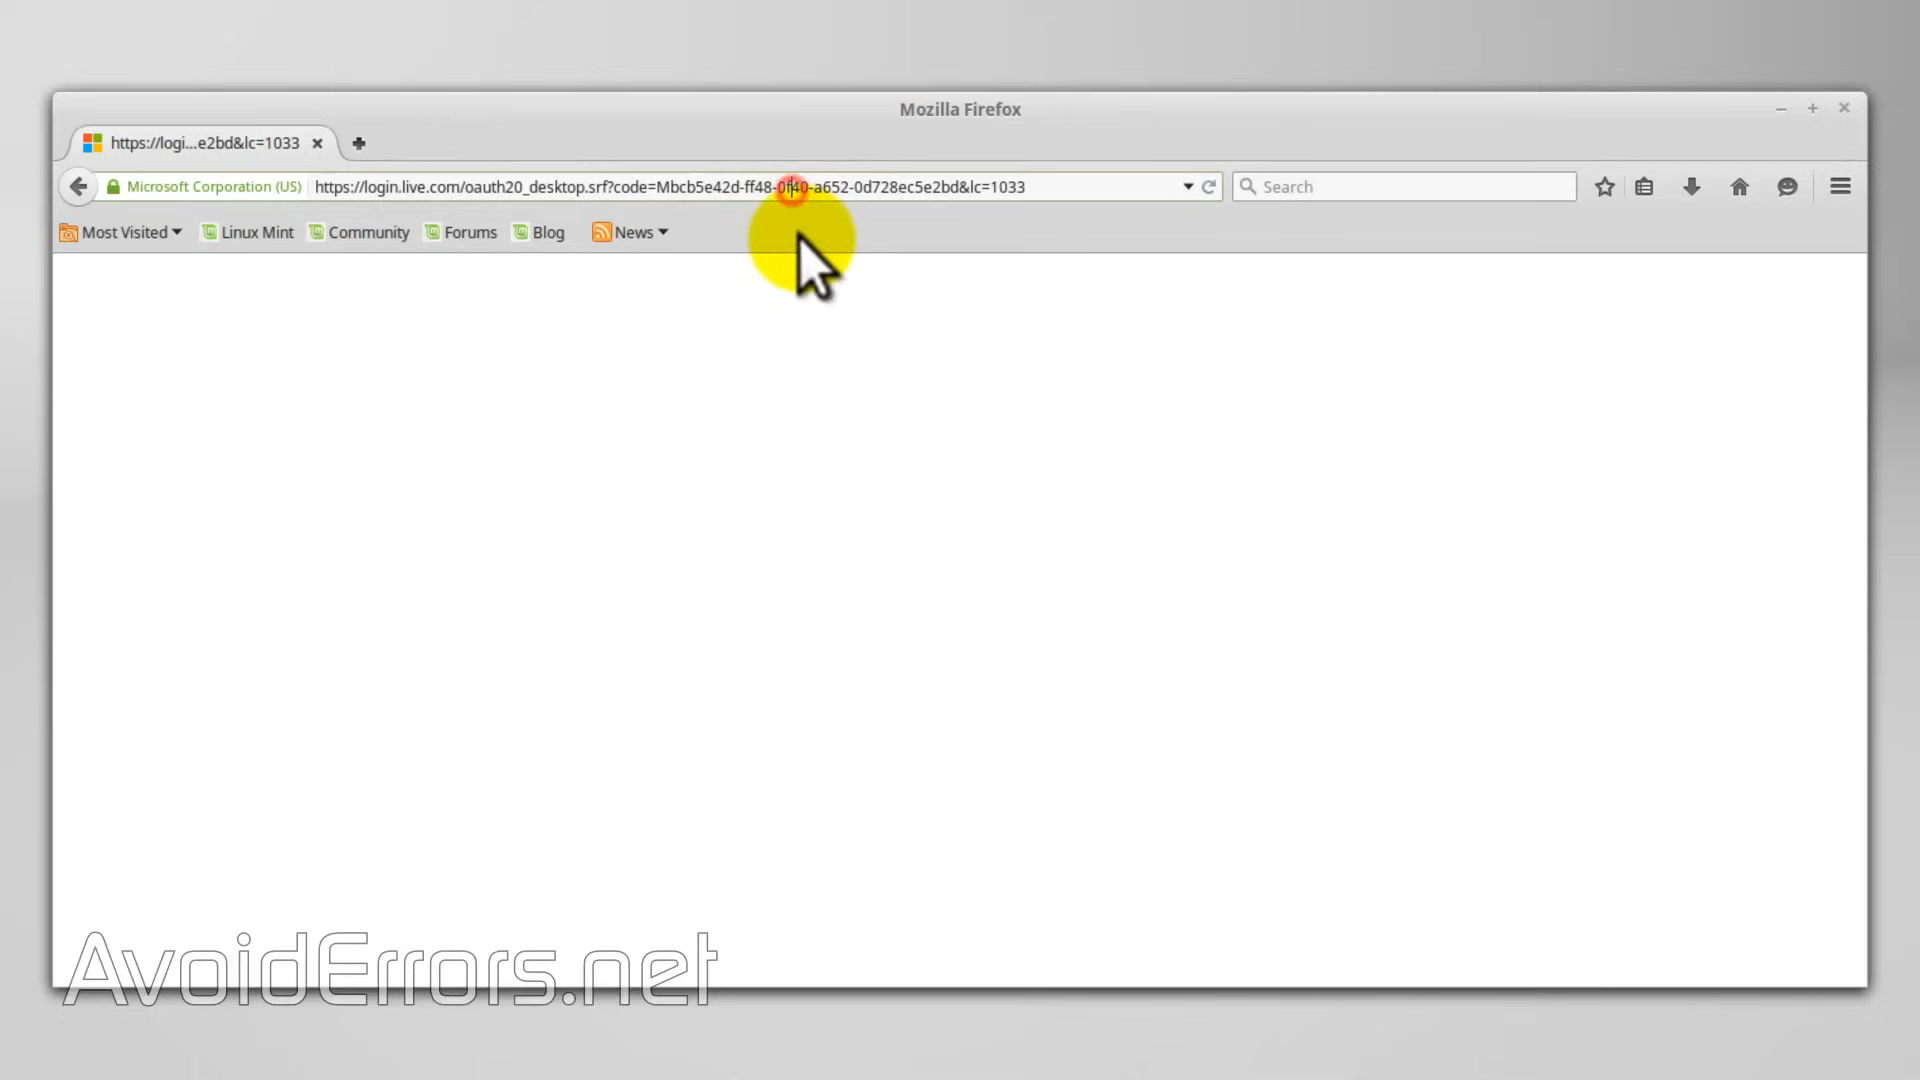 Mozilla Firefox
https://logi...e2bd&lc=1033
Microsoft Corporation (US) https://login.live.com/oauth20_desktop.srf?code=Mbcb5e42d-ff48-0f40-a652-0d728ec5e2bd&lc=1033 Search
Most Visited Linux Mint Community Forums Blog News
AvoidErrors.net